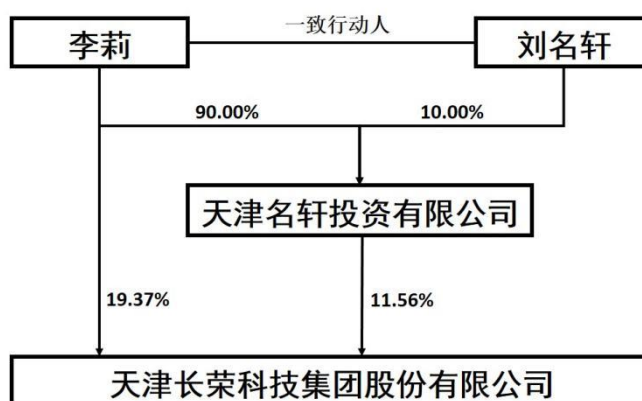 一致行动人
李莉
刘名轩
90.00%
10.00%
天津名轩投资有限公司
19.37%
11.56%
天津长荣科技集团股份有限公司